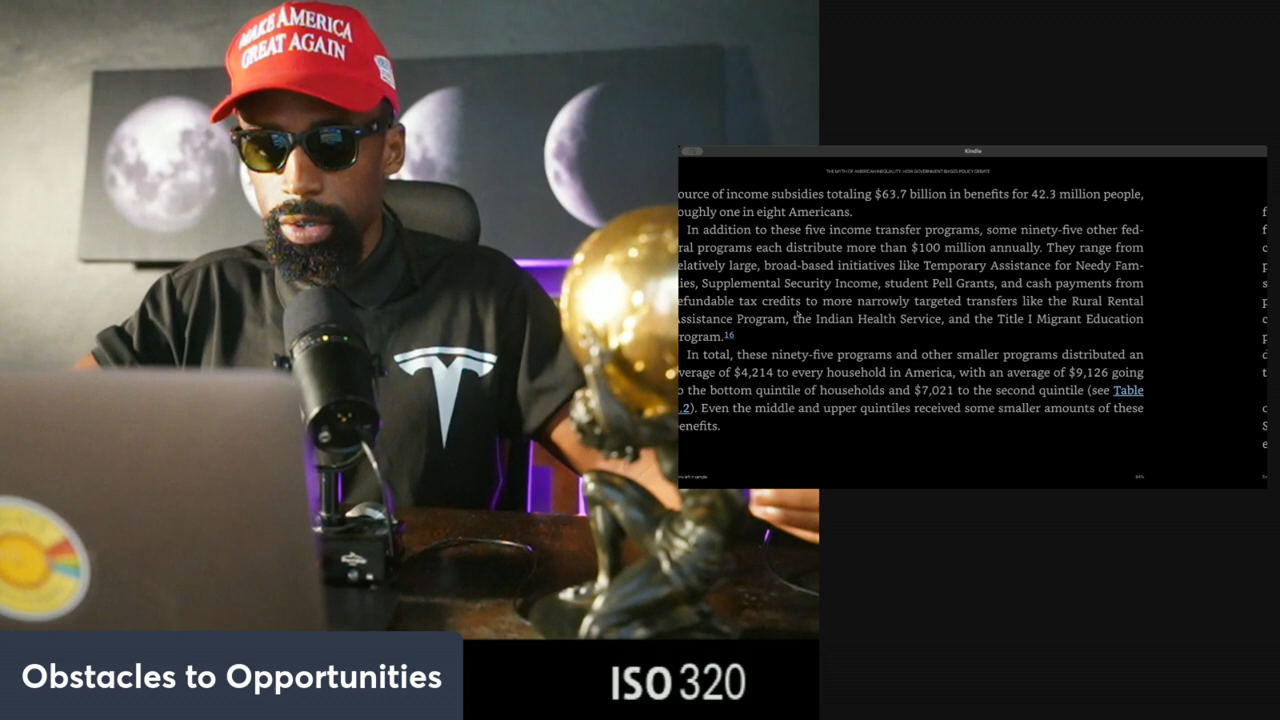 MAKE AMERICA
GREAT AGAIN
Kindle
THE MYTH OF AMERICAN INEQUALITY: HOW GOVERNMENT BIASES POLICY DEBATE
ource of income subsidies totaling $63.7 billion in benefits for 42.3 million people,
oughly one in eight Americans.
In addition to these five income transfer programs, some ninety-five other fed-
ral programs each distribute more than $100 million annually. They range from
elatively large, broad-based initiatives like Temporary Assistance for Needy Fam-
ies, Supplemental Security Income, student Pell Grants, and cash payments from
efundable tax credits to more narrowly targeted transfers like the Rural Rental
Assistance Program, the Indian Health Service, and the Title I Migrant Education
rogram.16
In total, these ninety-five programs and other smaller programs distributed an
verage of $4,214 to every household in America, with an average of $9,126 going
o the bottom quintile of households and $7,021 to the second quintile (see Table
.2). Even the middle and upper quintiles received some smaller amounts of these
enefits.
Obstacles to Opportunities
ISO 320